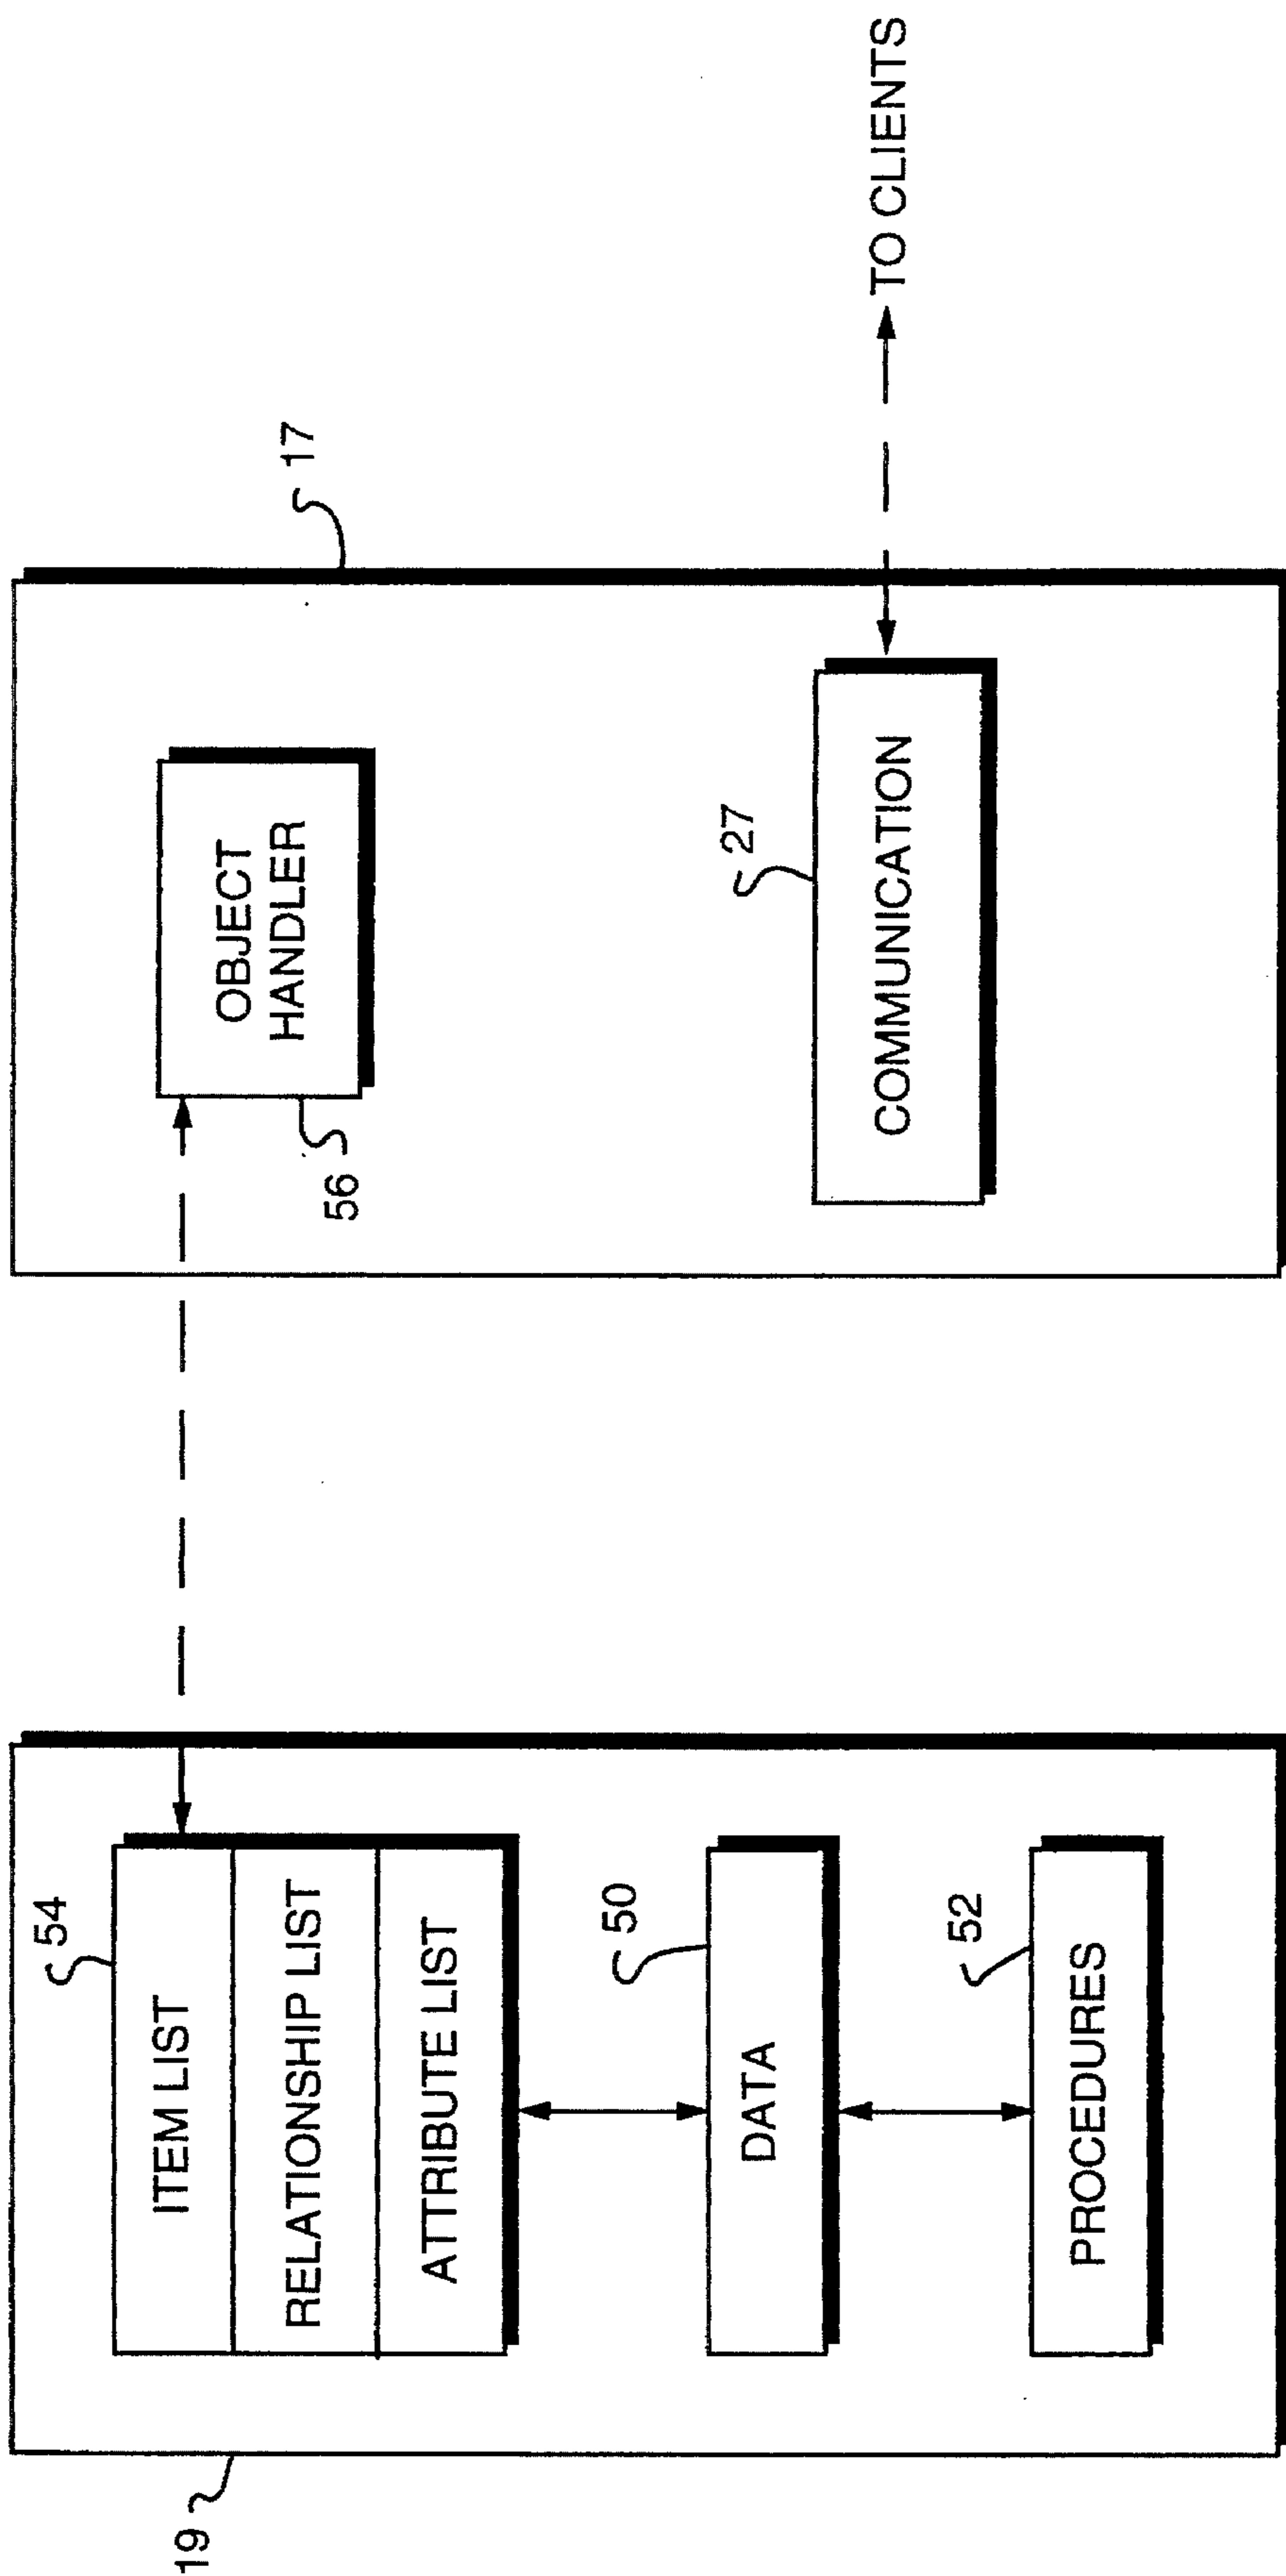 19
54
ITEM LIST
RELATIONSHIP LIST
ATTRIBUTE LIST
50
DATA
52
PROCEDURES
17
OBJECT
HANDLER
56
27
COMMUNICATION
TO CLIENTS